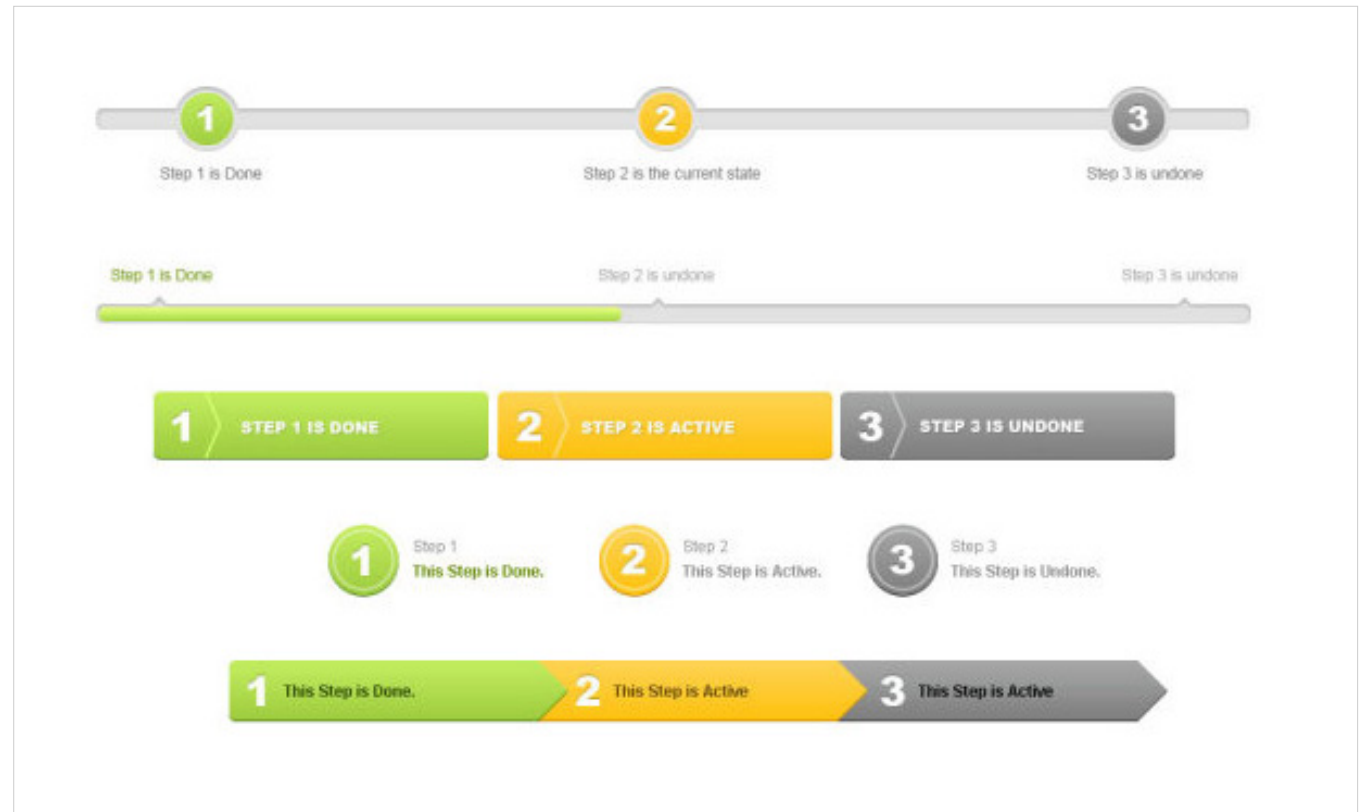 1 2 3
Step 1 is Done Step 2 is the current state Step 3 is undone
Step 1 is Done Step 2 is undone Step 3 is undone
1 STEP 1 IS DONE 2 STEP 2 IS ACTIVE 3 STEP 3 IS UNDONE
1 Step 1
This Step is Done.
2 Step 2
This Step is Active.
3 Step 3
This Step is Undone.
1 This Step is Done. 2 This Step is Active 3 This Step is Active